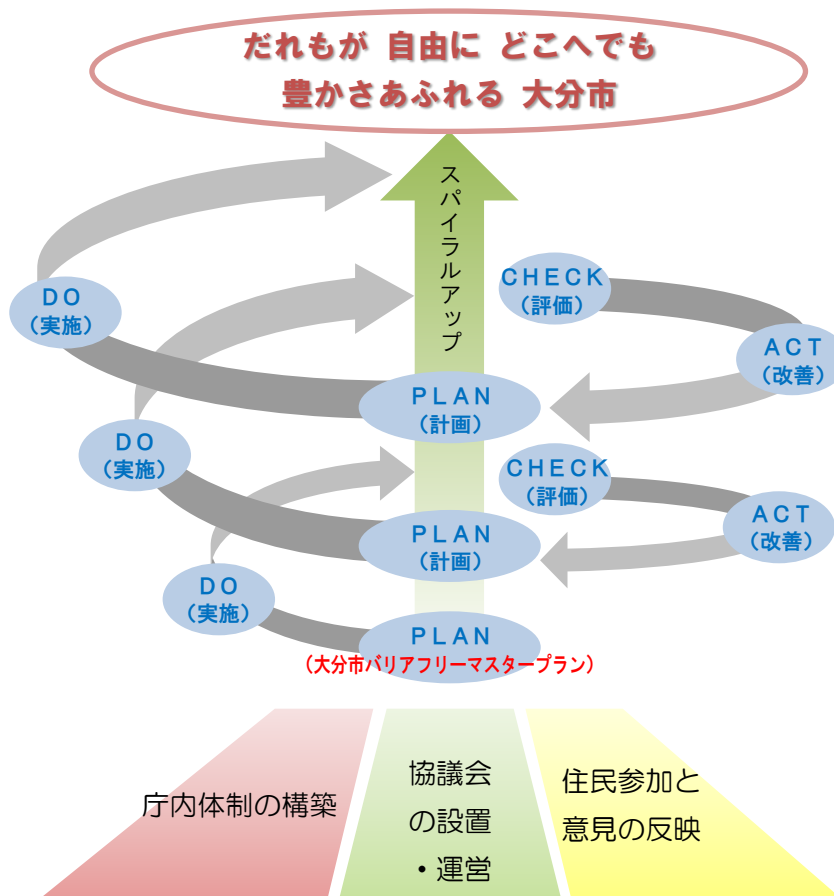 だれもが 自由に どこへでも
豊かさあふれる 大分市
スパイラルアップ
CHECK
(評価)
DO
(実施)
ACT
(改善)
PLAN
(計画)
DO
(実施)
CHECK
(評価)
ACT
(改善)
PLAN
(計画)
DO
(実施)
PLAN
(大分市バリアフリーマスタープラン)
庁内体制の構築
協議会
の設置
・運営
住民参加と
意見の反映